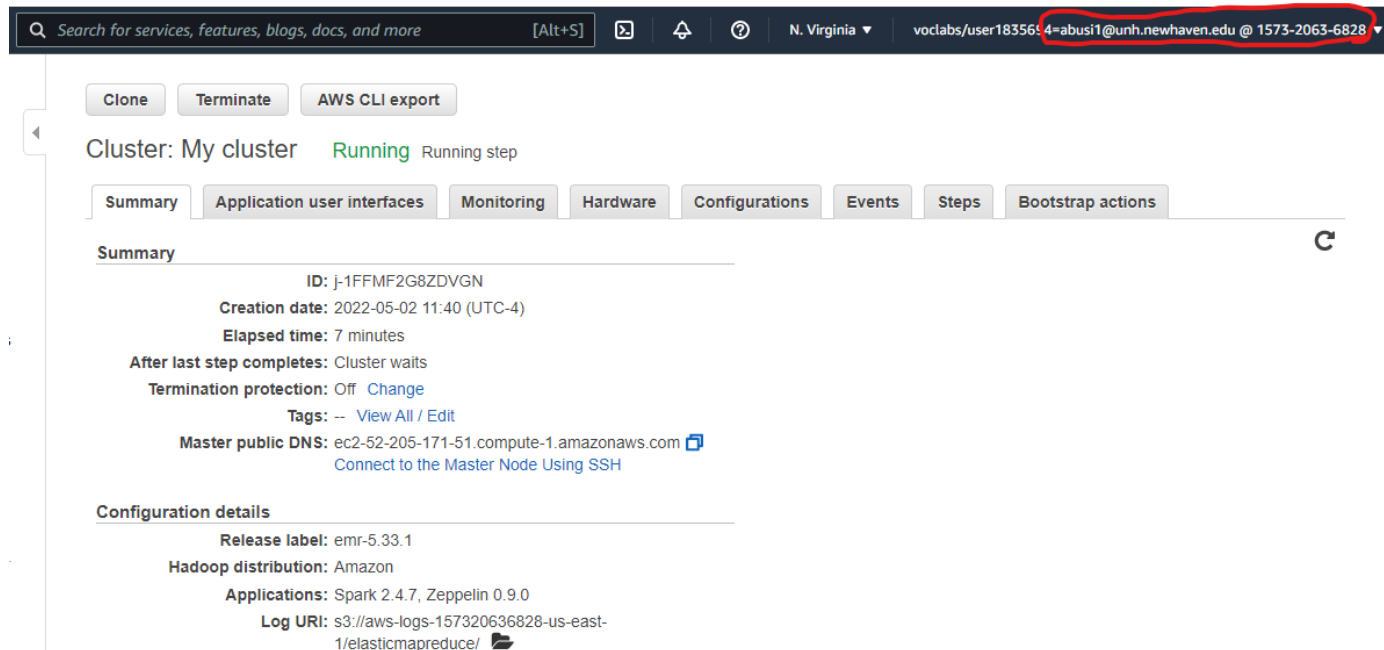 Search for services, features, blogs, docs, and more [Alt+S] N. Virginia ▼ voclabs/user1835694=abusi1@unh.newhaven.edu @ 1573-2063-6828 ▼
Clone Terminate AWS CLI export
Cluster: My cluster Running Running step
Summary Application user interfaces Monitoring Hardware Configurations Events Steps Bootstrap actions
Summary
ID: j-1FFMF2G8ZDVGN
Creation date: 2022-05-02 11:40 (UTC-4)
Elapsed time: 7 minutes
After last step completes: Cluster waits
Termination protection: Off Change
Tags: -- View All / Edit
Master public DNS: ec2-52-205-171-51.compute-1.amazonaws.com
Connect to the Master Node Using SSH
Configuration details
Release label: emr-5.33.1
Hadoop distribution: Amazon
Applications: Spark 2.4.7, Zeppelin 0.9.0
Log URI: s3://aws-logs-157320636828-us-east-
1/elasticmapreduce/